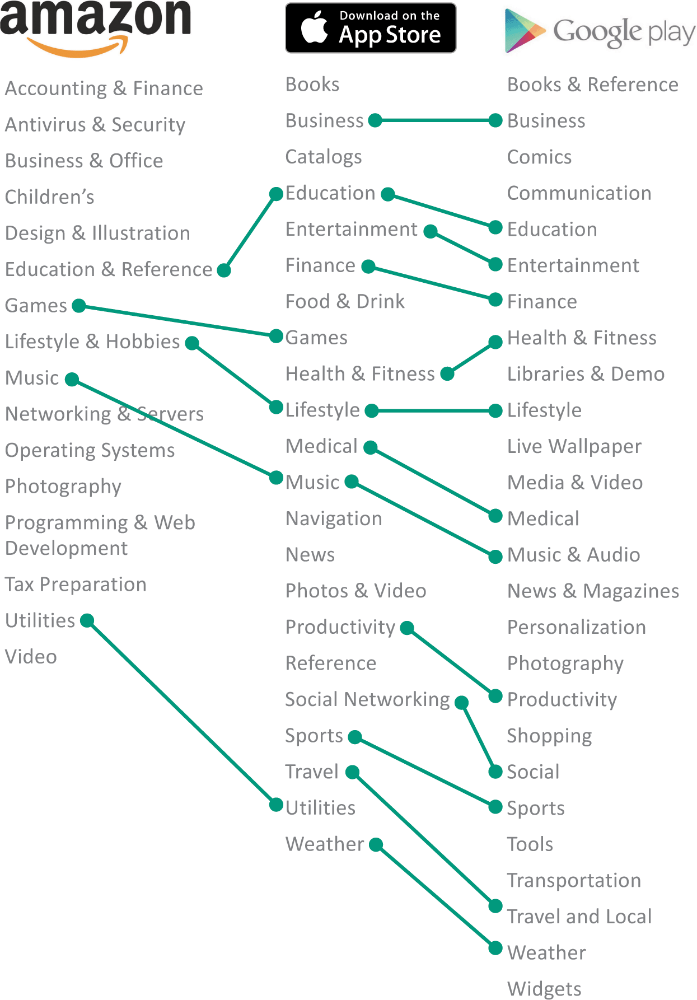 amazon
Accounting & Finance
Antivirus & Security
Business & Office
Children’s
Design & Illustration
Education & Reference
Games
Lifestyle & Hobbies
Music
Networking & Servers
Operating Systems
Photography
Programming & Web
Development
Tax Preparation
Utilities
Video
Download on the
App Store
Books
Business
Catalogs
Education
Entertainment
Finance
Food & Drink
Games
Health & Fitness
Lifestyle
Medical
Music
Navigation
News
Photos & Video
Productivity
Reference
Social Networking
Sports
Travel
Utilities
Weather
Google play
Books & Reference
Business
Comics
Communication
Education
Entertainment
Finance
Health & Fitness
Libraries & Demo
Lifestyle
Live Wallpaper
Media & Video
Medical
Music & Audio
News & Magazines
Personalization
Photography
Productivity
Shopping
Social
Sports
Tools
Transportation
Travel and Local
Weather
Widgets